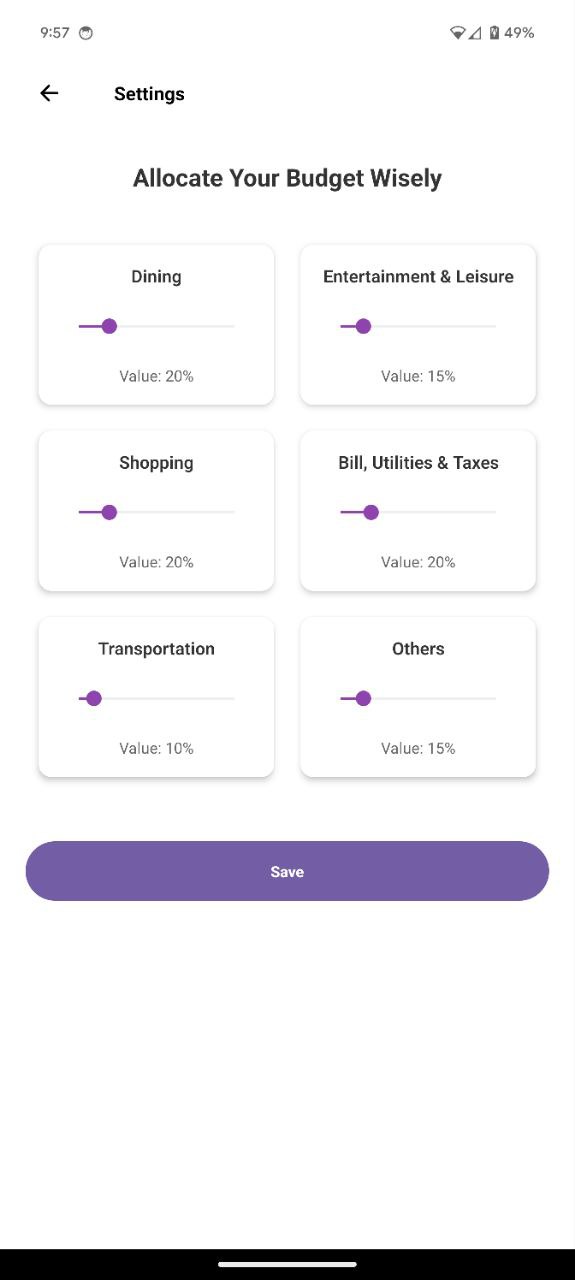 9:57 49%
Settings
Allocate Your Budget Wisely
Dining
Value: 20%
Entertainment & Leisure
Value: 15%
Shopping
Value: 20%
Bill, Utilities & Taxes
Value: 20%
Transportation
Value: 10%
Others
Value: 15%
Save